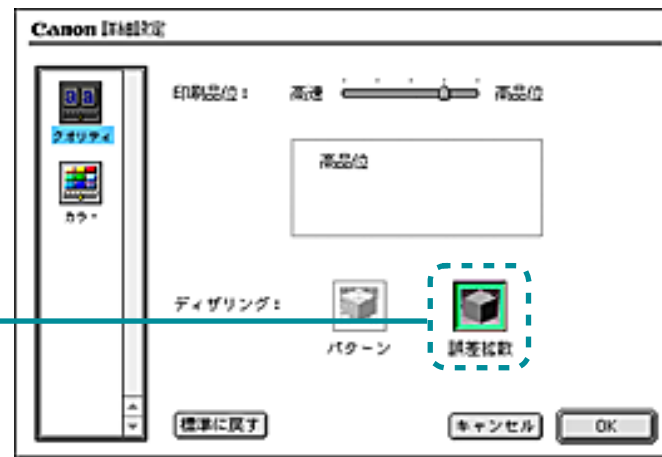 Canon 詳細設定
クオリティ
カラー
印刷品位： 高速 高品位
高品位
ディザリング：
パターン 誤差拡散
標準に戻す キャンセル OK